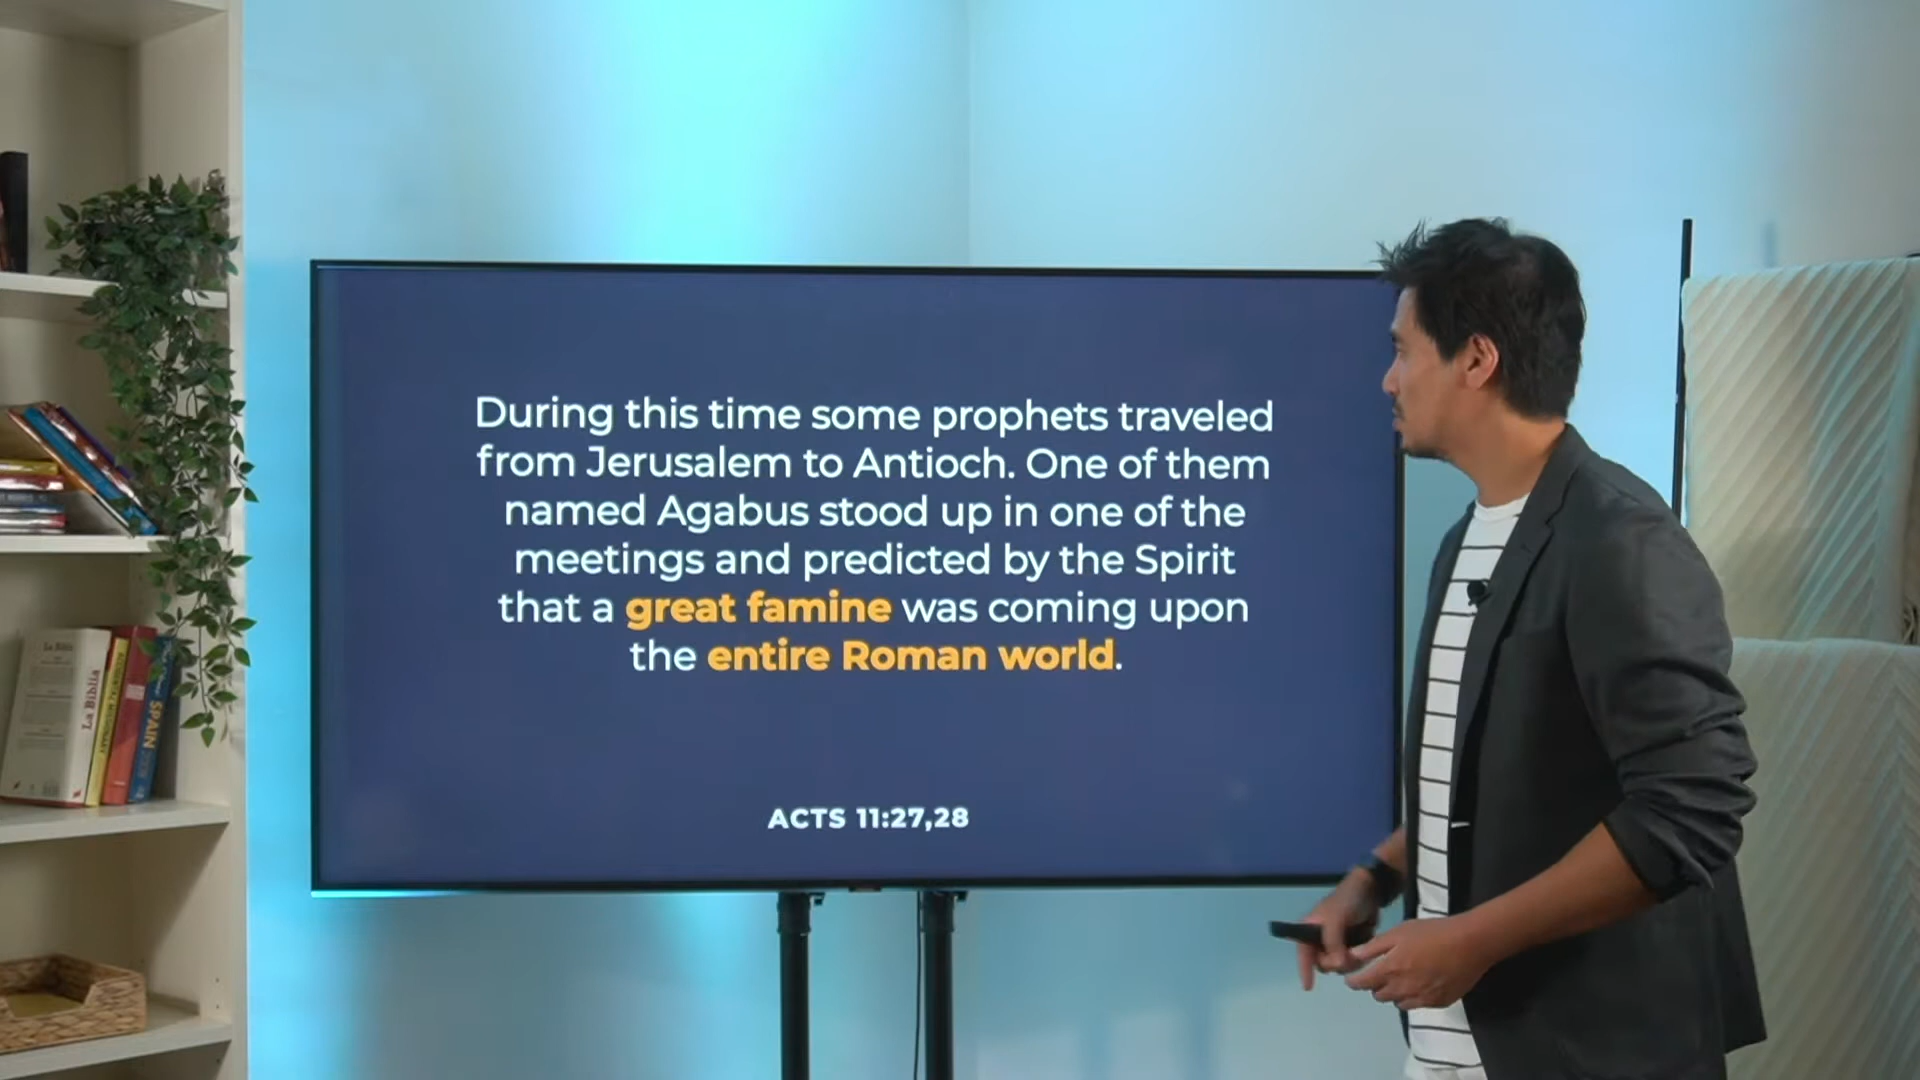 During this time some prophets traveled
from Jerusalem to Antioch. One of them
named Agabus stood up in one of the
meetings and predicted by the Spirit
that a great famine was coming upon
the entire Roman world.
ACTS 11:27,28
La Biblia
SPAIN